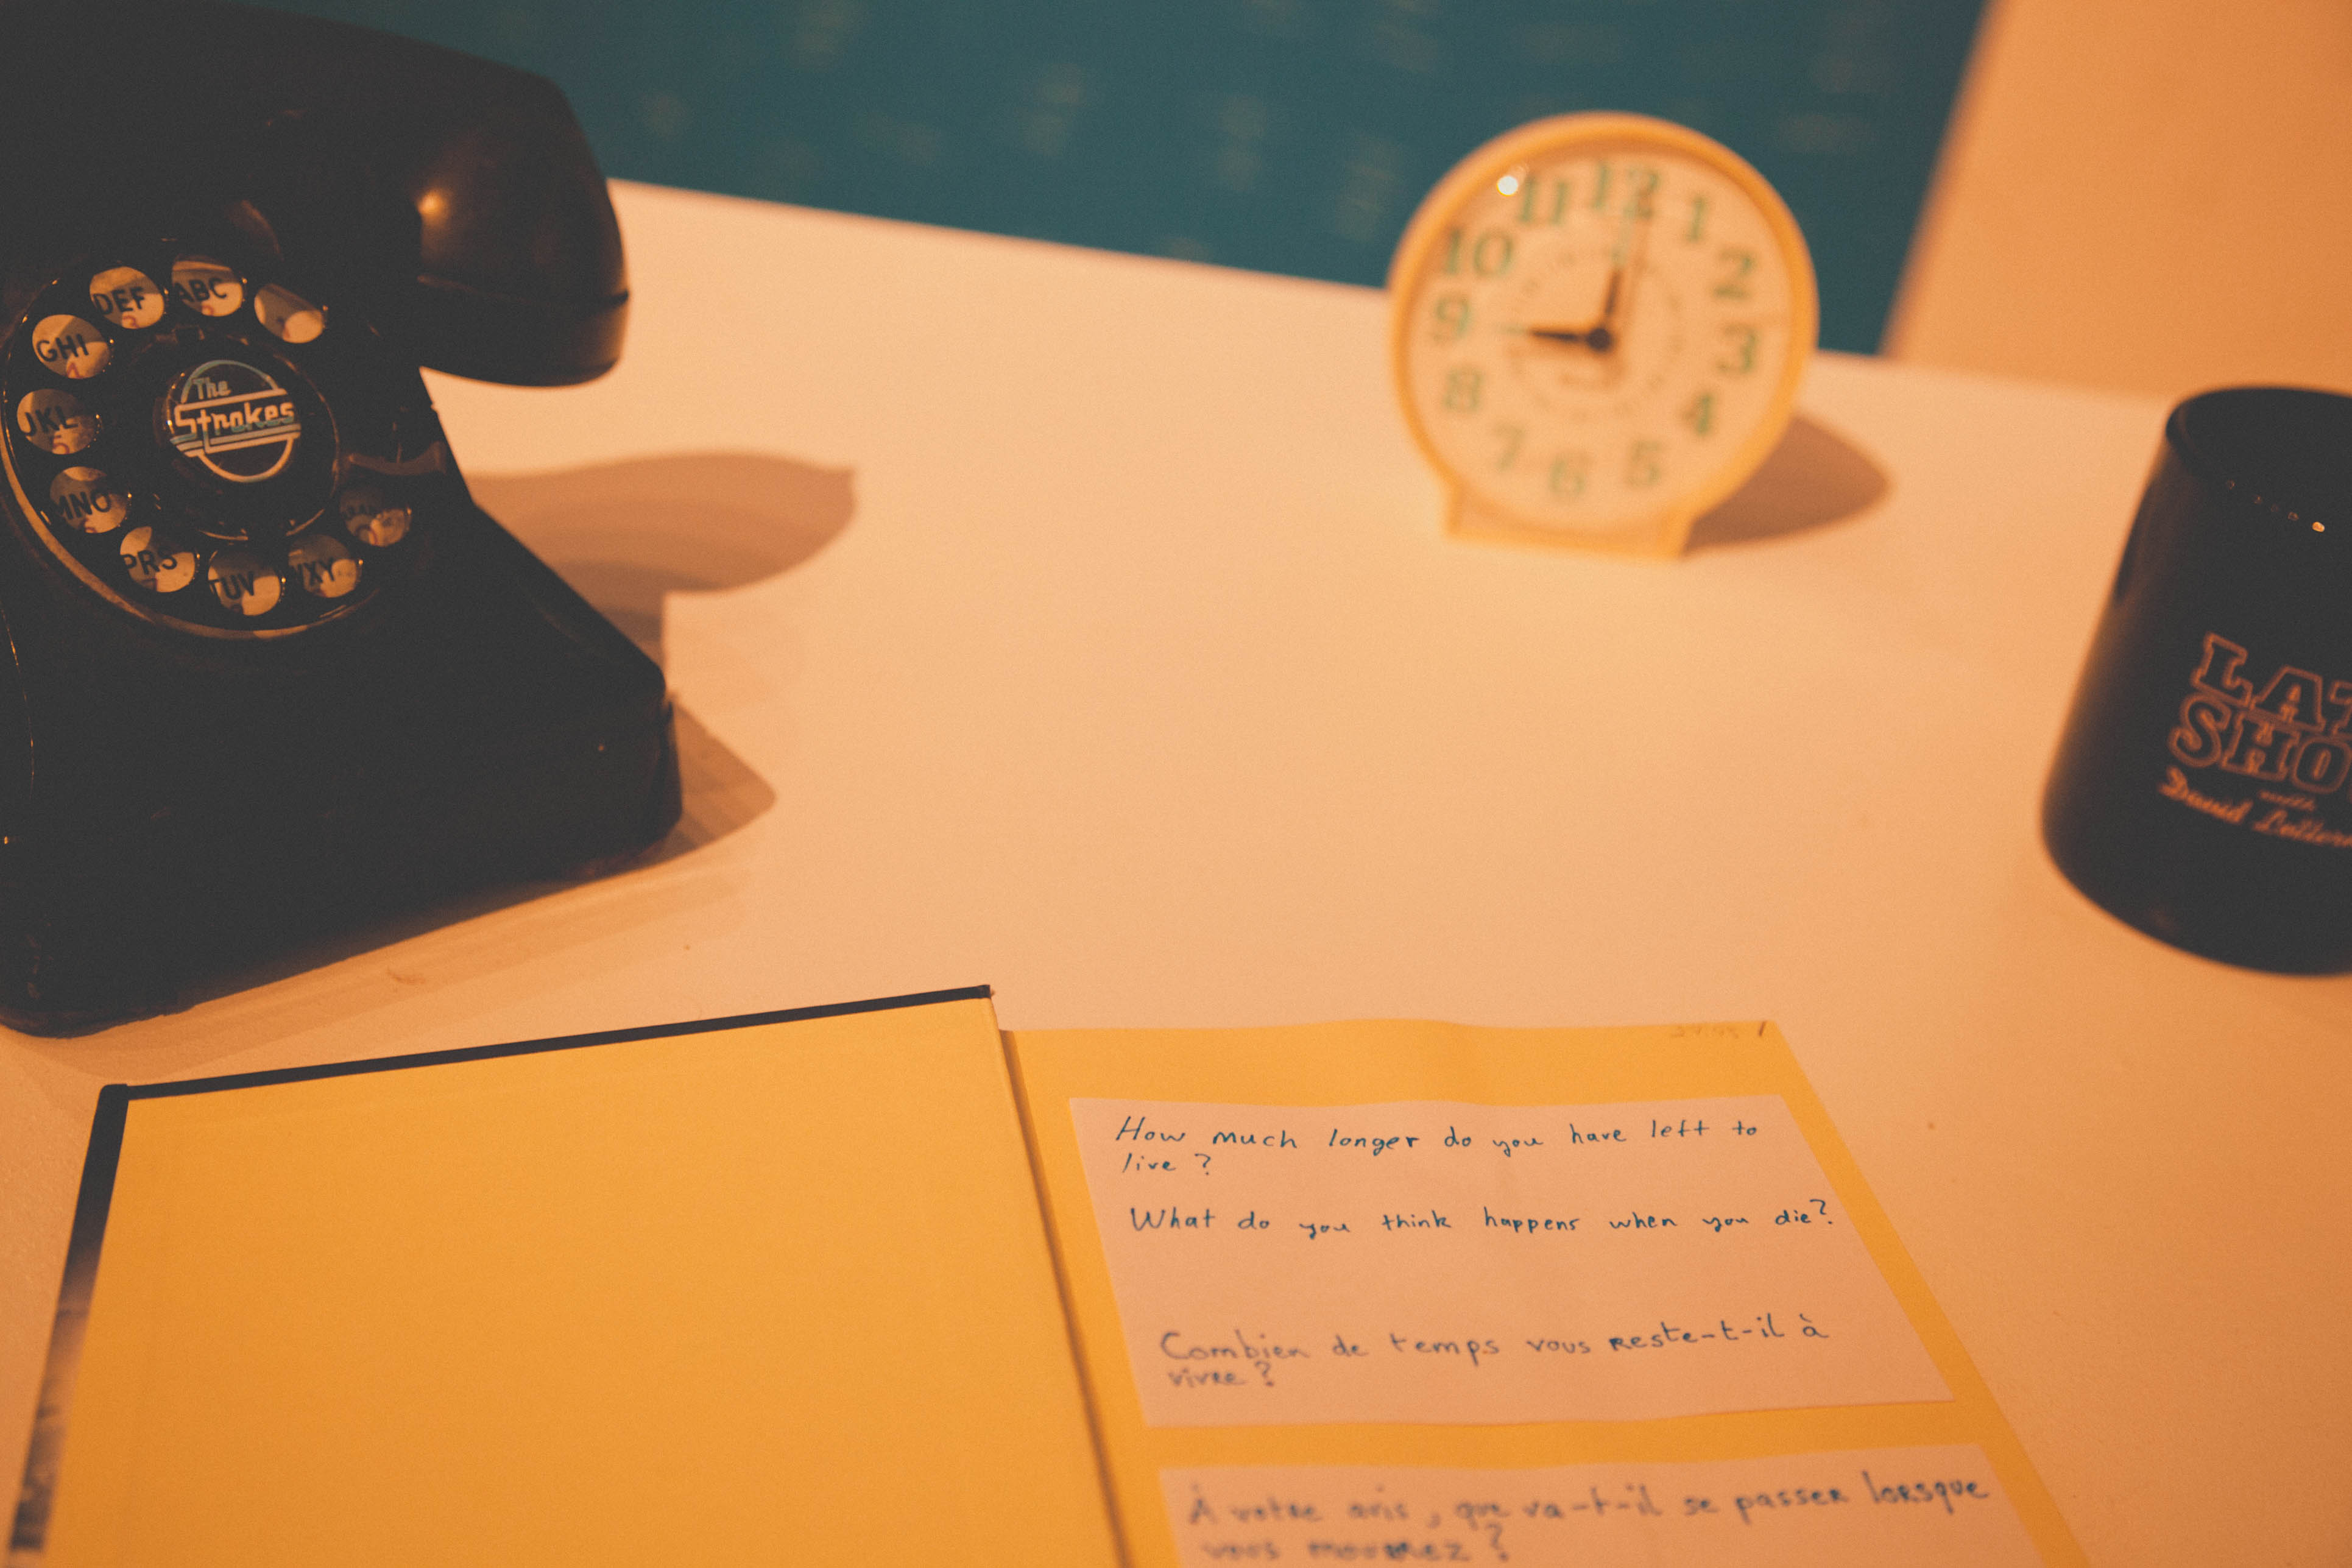 The
Strokes
ABC
DEF
GHI
JKL
MNO
PRS
TUV
WXY
11 12 1
10 2
9 3
8 4
7 6 5
LATE
SHO
with
David Letterm
How much longer do you have left to
live ?
What do you think happens when you die?
Combien de temps vous reste-t-il à
vivre ?
À votre avis, que va-t-il se passer lorsque
vous mourrez ?